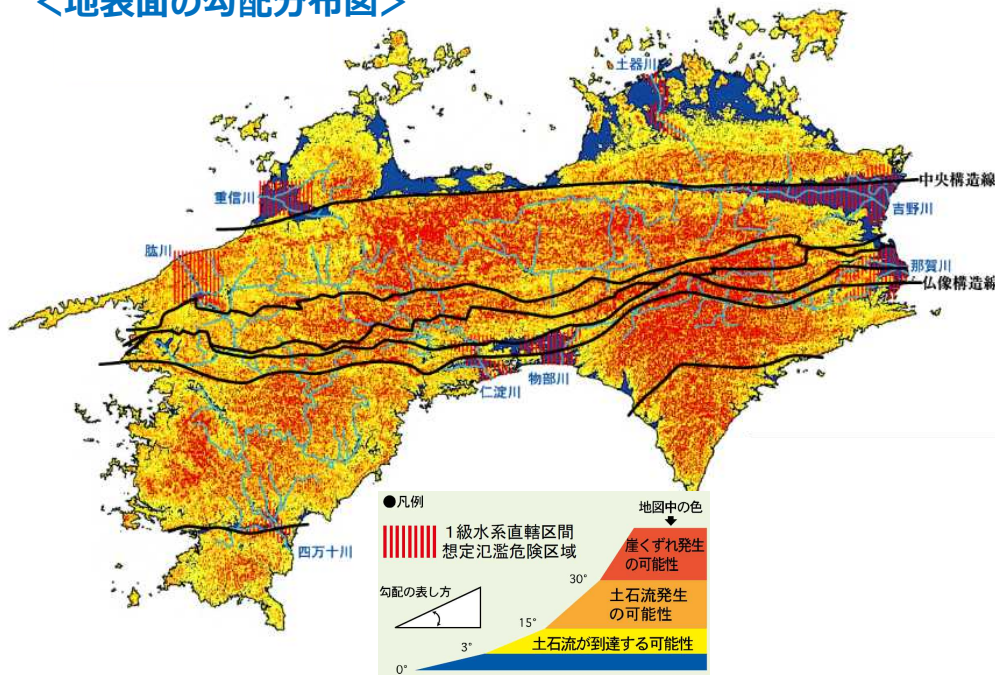 <地表面の勾配分布図>
土器川
中央構造線
重信川
吉野川
肱川
那賀川
仏像構造線
物部川
仁淀川
四万十川
●凡例
地図中の色
1級水系直轄区間
想定氾濫危険区域
崖くずれ発生
の可能性
30°
勾配の表し方
土石流発生
の可能性
15°
土石流が到達する可能性
3°
0°